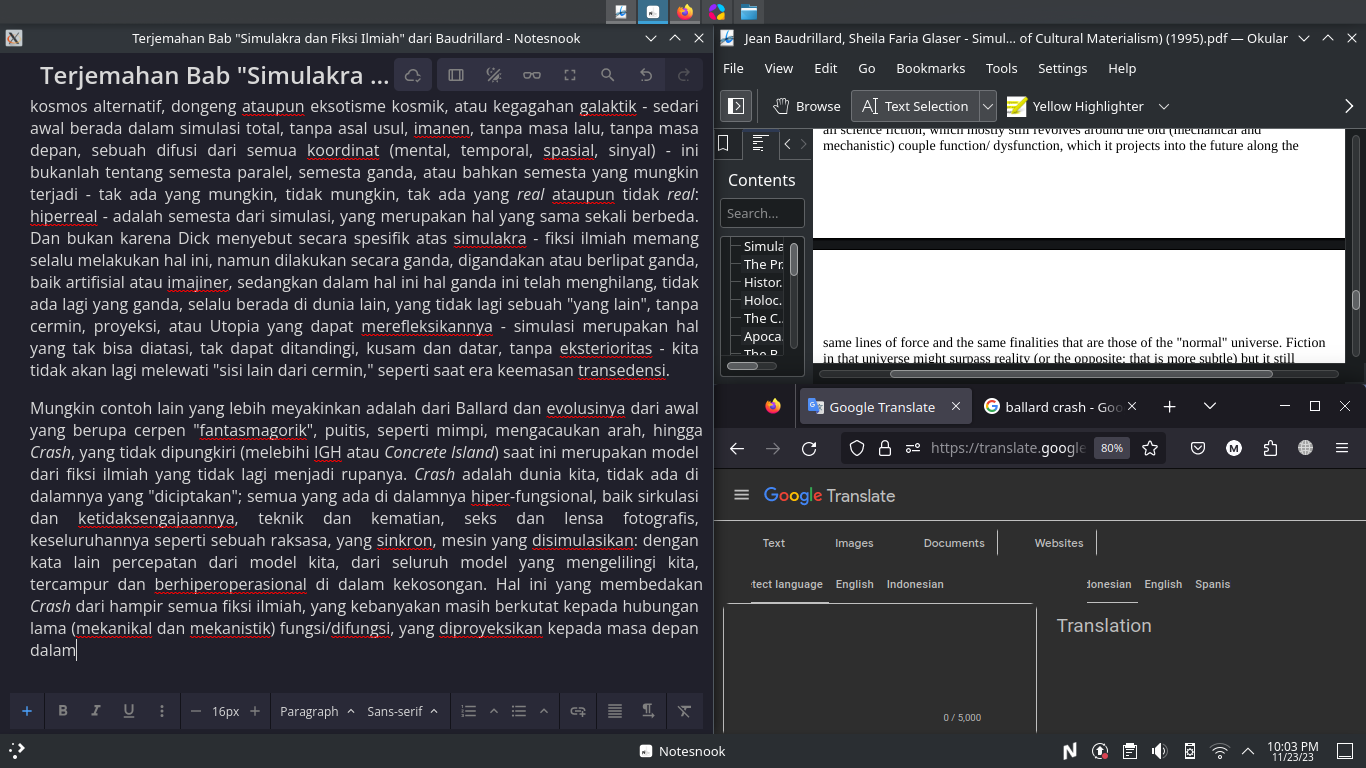 Terjemahan Bab "Simulakra dan Fiksi Ilmiah" dari Baudrillard - Notesnook
Terjemahan Bab "Simulakra ...
kosmos alternatif, dongeng ataupun eksotisme kosmik, atau kegagahan galaktik - sedari
awal berada dalam simulasi total, tanpa asal usul, imanen, tanpa masa lalu, tanpa masa
depan, sebuah difusi dari semua koordinat (mental, temporal, spasial, sinyal) - ini
bukanlah tentang semesta paralel, semesta ganda, atau bahkan semesta yang mungkin
terjadi - tak ada yang mungkin, tidak mungkin, tak ada yang real ataupun tidak real:
hiperreal - adalah semesta dari simulasi, yang merupakan hal yang sama sekali berbeda.
Dan bukan karena Dick menyebut secara spesifik atas simulakra - fiksi ilmiah memang
selalu melakukan hal ini, namun dilakukan secara ganda, digandakan atau berlipat ganda,
baik artifisial atau imajiner, sedangkan dalam hal ini hal ganda ini telah menghilang, tidak
ada lagi yang ganda, selalu berada di dunia lain, yang tidak lagi sebuah "yang lain", tanpa
cermin, proyeksi, atau Utopia yang dapat merefleksikannya - simulasi merupakan hal
yang tak bisa diatasi, tak dapat ditandingi, kusam dan datar, tanpa eksterioritas - kita
tidak akan lagi melewati "sisi lain dari cermin," seperti saat era keemasan transedensi.
Mungkin contoh lain yang lebih meyakinkan adalah dari Ballard dan evolusinya dari awal
yang berupa cerpen "fantasmagorik", puitis, seperti mimpi, mengacaukan arah, hingga
Crash, yang tidak dipungkiri (melebihi IGH atau Concrete Island) saat ini merupakan model
dari fiksi ilmiah yang tidak lagi menjadi rupanya. Crash adalah dunia kita, tidak ada di
dalamnya yang "diciptakan"; semua yang ada di dalamnya hiper-fungsional, baik sirkulasi
dan ketidaksengajaannya, teknik dan kematian, seks dan lensa fotografis,
keseluruhannya seperti sebuah raksasa, yang sinkron, mesin yang disimulasikan: dengan
kata lain percepatan dari model kita, dari seluruh model yang mengelilingi kita,
tercampur dan berhiperoperasional di dalam kekosongan. Hal ini yang membedakan
Crash dari hampir semua fiksi ilmiah, yang kebanyakan masih berkutat kepada hubungan
lama (mekanikal dan mekanistik) fungsi/difungsi, yang diproyeksikan kepada masa depan
dalam
16px
Paragraph
Sans-serif
Jean Baudrillard, Sheila Faria Glaser - Simul... of Cultural Materialism) (1995).pdf — Okular
File View Edit Go Bookmarks Tools Settings Help
Browse Text Selection Yellow Highlighter
Contents
Search...
Simula
The Pr.
Histor.
Holoc.
The C..
Apoca.
The B
all science fiction, which mostly still revolves around the old (mechanical and
mechanistic) couple function/ dysfunction, which it projects into the future along the
same lines of force and the same finalities that are those of the "normal" universe. Fiction
in that universe might surpass reality (or the opposite: that is more subtle) but it still
Google Translate
ballard crash - Goo
https://translate.google
80%
Google Translate
Text Images Documents Websites
tect language English Indonesian
donesian English Spanis
Translation
0 / 5,000
Notesnook
10:03 PM
11/23/23